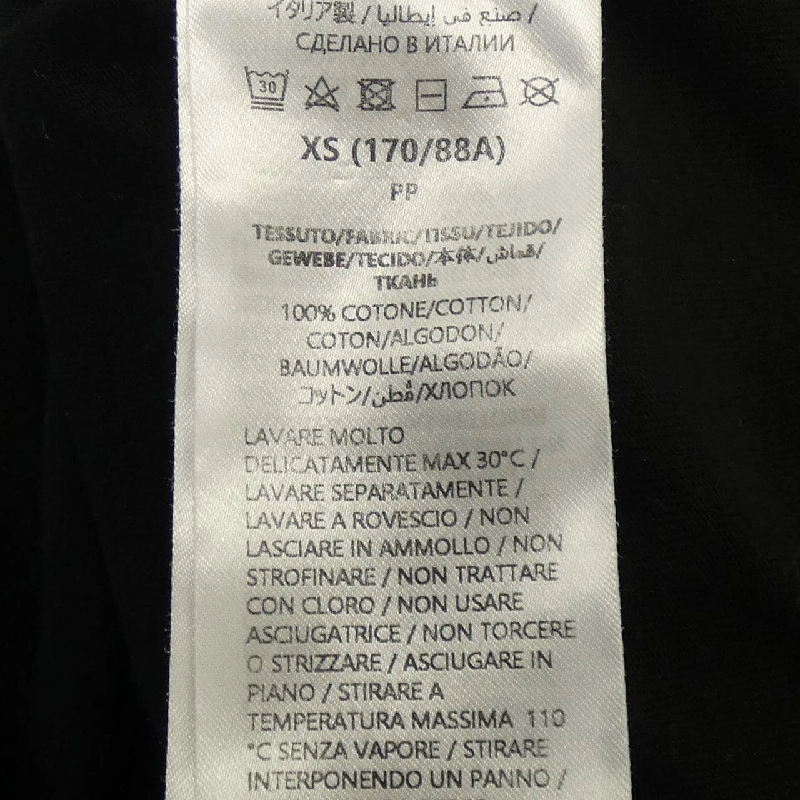 イタリア製 / صنع في إيطاليا /
СДЕЛАНО В ИТАЛИИ
30
XS (170/88A)
PP
TESSUTO/FABRIC/TISSU/TEJIDO/
GEWEBE/TECIDO/本体/قماش/
ТКАНЬ
100% COTONE/COTTON/
COTON/ALGODON/
BAUMWOLLE/ALGODÃO/
コットン/قُطن/ХЛОПОК
LAVARE MOLTO
DELICATAMENTE MAX 30°C /
LAVARE SEPARATAMENTE /
LAVARE A ROVESCIO / NON
LASCIARE IN AMMOLLO / NON
STROFINARE / NON TRATTARE
CON CLORO / NON USARE
ASCIUGATRICE / NON TORCERE
O STRIZZARE / ASCIUGARE IN
PIANO / STIRARE A
TEMPERATURA MASSIMA 110
°C SENZA VAPORE / STIRARE
INTERPONENDO UN PANNO /